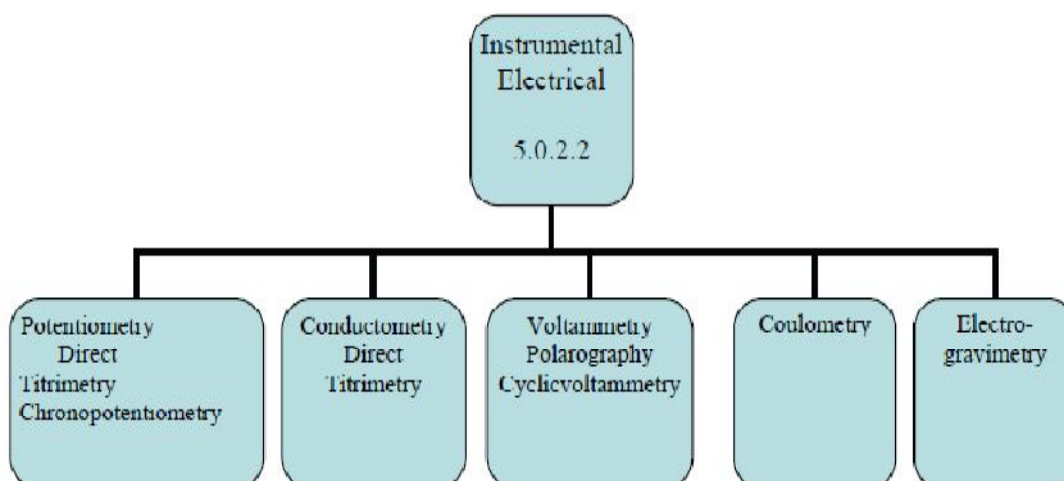 Instrumental
Electrical
5.0.2.2
Potentiometry
Direct
Titrimetry
Chronopotentiometry
Conductometry
Direct
Titrimetry
Voltammetry
Polarography
Cyclicvoltammetry
Coulometry
Electro-
gravimetry